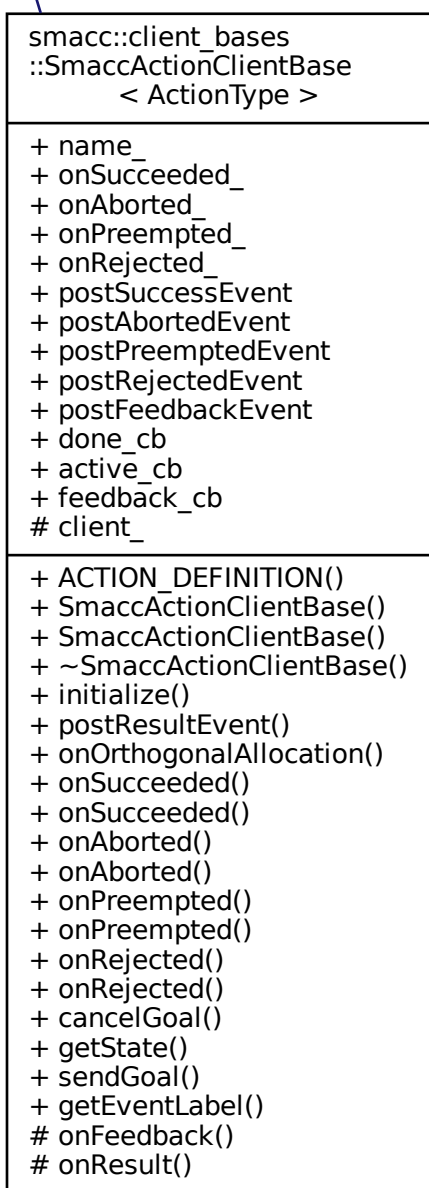 smacc::client_bases
::SmaccActionClientBase
< ActionType >
+ name_
+ onSucceeded_
+ onAborted_
+ onPreempted_
+ onRejected_
+ postSuccessEvent
+ postAbortedEvent
+ postPreemptedEvent
+ postRejectedEvent
+ postFeedbackEvent
+ done_cb
+ active_cb
+ feedback_cb
# client_
+ ACTION_DEFINITION()
+ SmaccActionClientBase()
+ SmaccActionClientBase()
+ ~SmaccActionClientBase()
+ initialize()
+ postResultEvent()
+ onOrthogonalAllocation()
+ onSucceeded()
+ onSucceeded()
+ onAborted()
+ onAborted()
+ onPreempted()
+ onPreempted()
+ onRejected()
+ onRejected()
+ cancelGoal()
+ getState()
+ sendGoal()
+ getEventLabel()
# onFeedback()
# onResult()